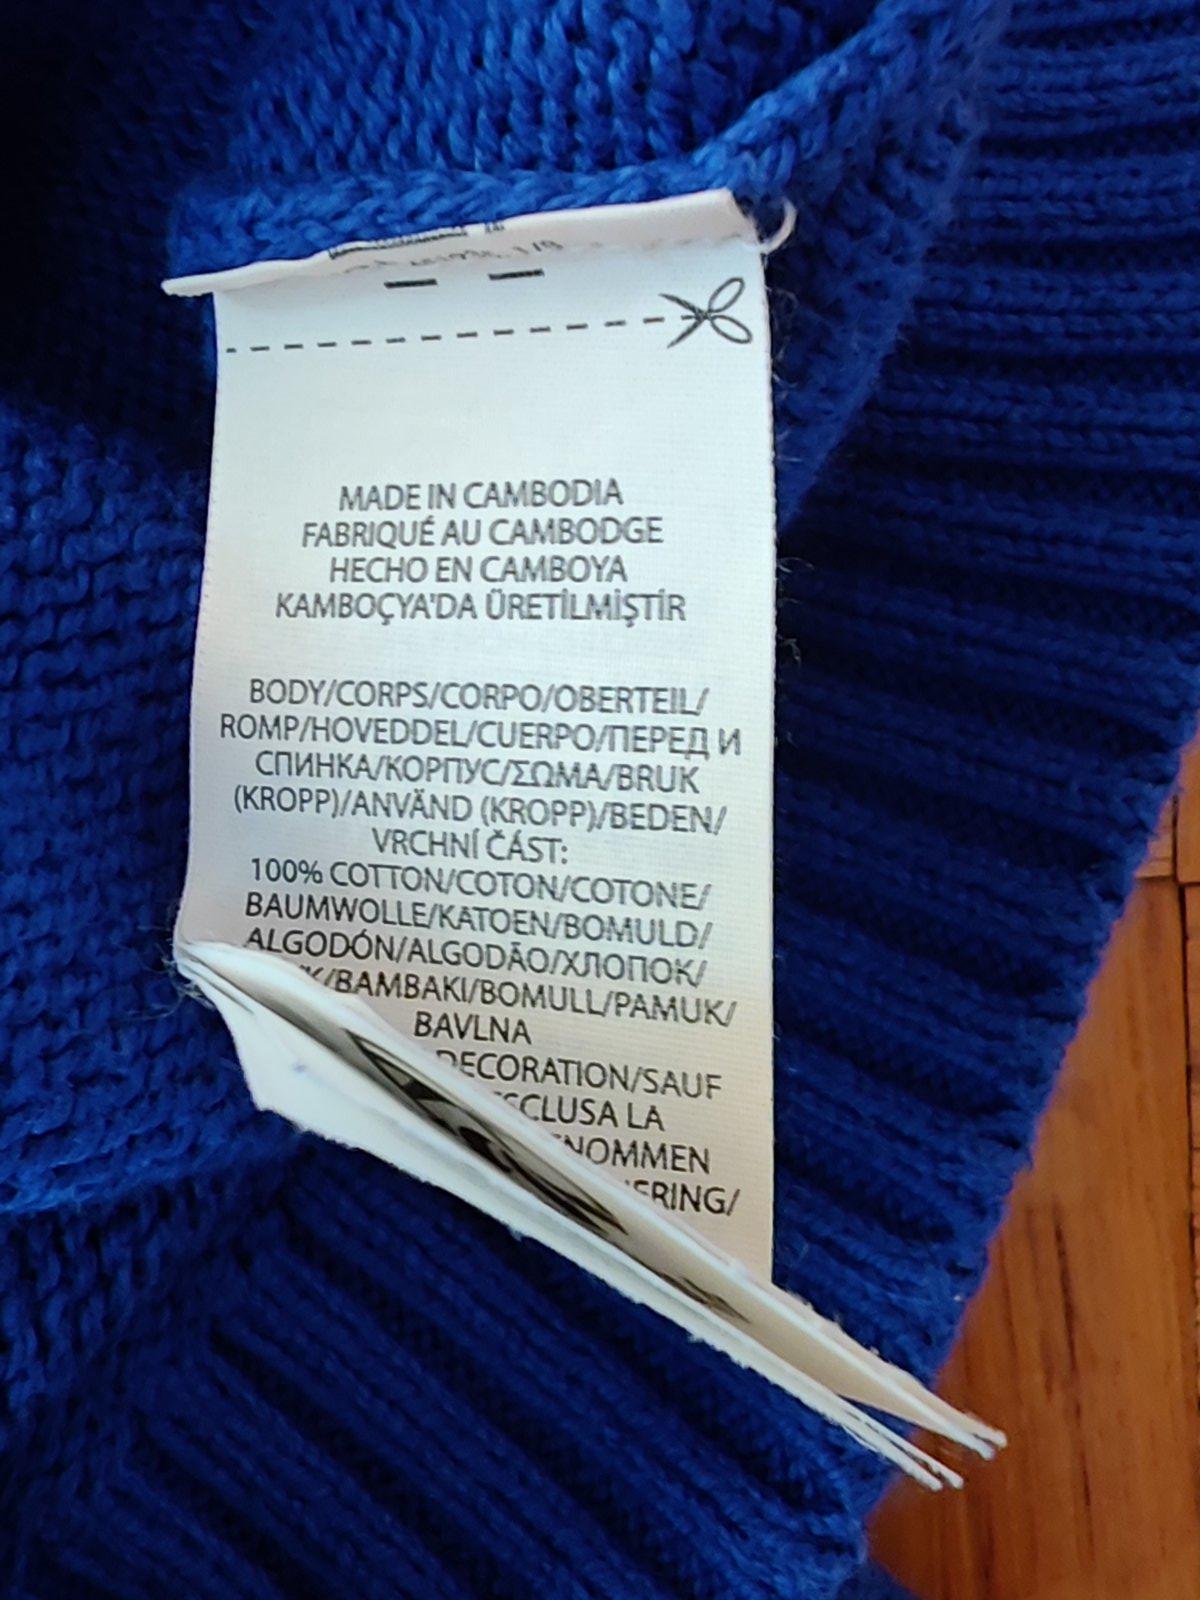 MADE IN CAMBODIA
FABRIQUÉ AU CAMBODGE
HECHO EN CAMBOYA
KAMBOÇYA'DA ÜRETİLMİŞTİR
BODY/CORPS/CORPO/OBERTEIL/
ROMP/HOVEDDEL/CUERPO/ПЕРЕД И
СПИНКА/КОРПУС/ΣΩΜΑ/BRUK
(KROPP)/ANVÄND (KROPP)/BEDEN/
VRCHNÍ ČÁST:
100% COTTON/COTON/COTONE/
BAUMWOLLE/KATOEN/BOMULD/
ALGODÓN/ALGODÃO/ХЛОПОК/
/BAMBAKI/BOMULL/PAMUK/
BAVLNA
DECORATION/SAUF
LA